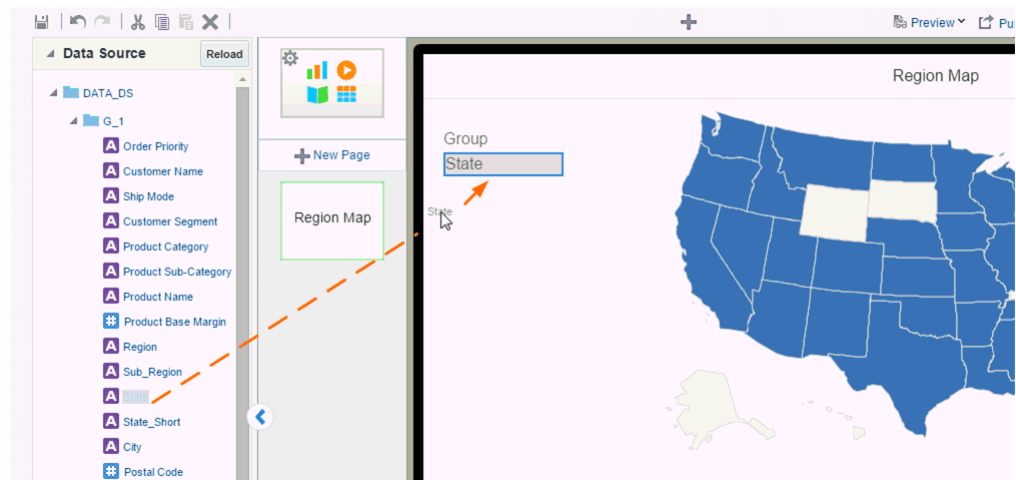 Preview
Pu
Data Source
Reload
Region Map
DATA_DS
G_1
Order Priority
Customer Name
Ship Mode
Customer Segment
Product Category
Product Sub-Category
Product Name
Product Base Margin
Region
Sub_Region
State
State_Short
City
Postal Code
New Page
Region Map
Group
State
State